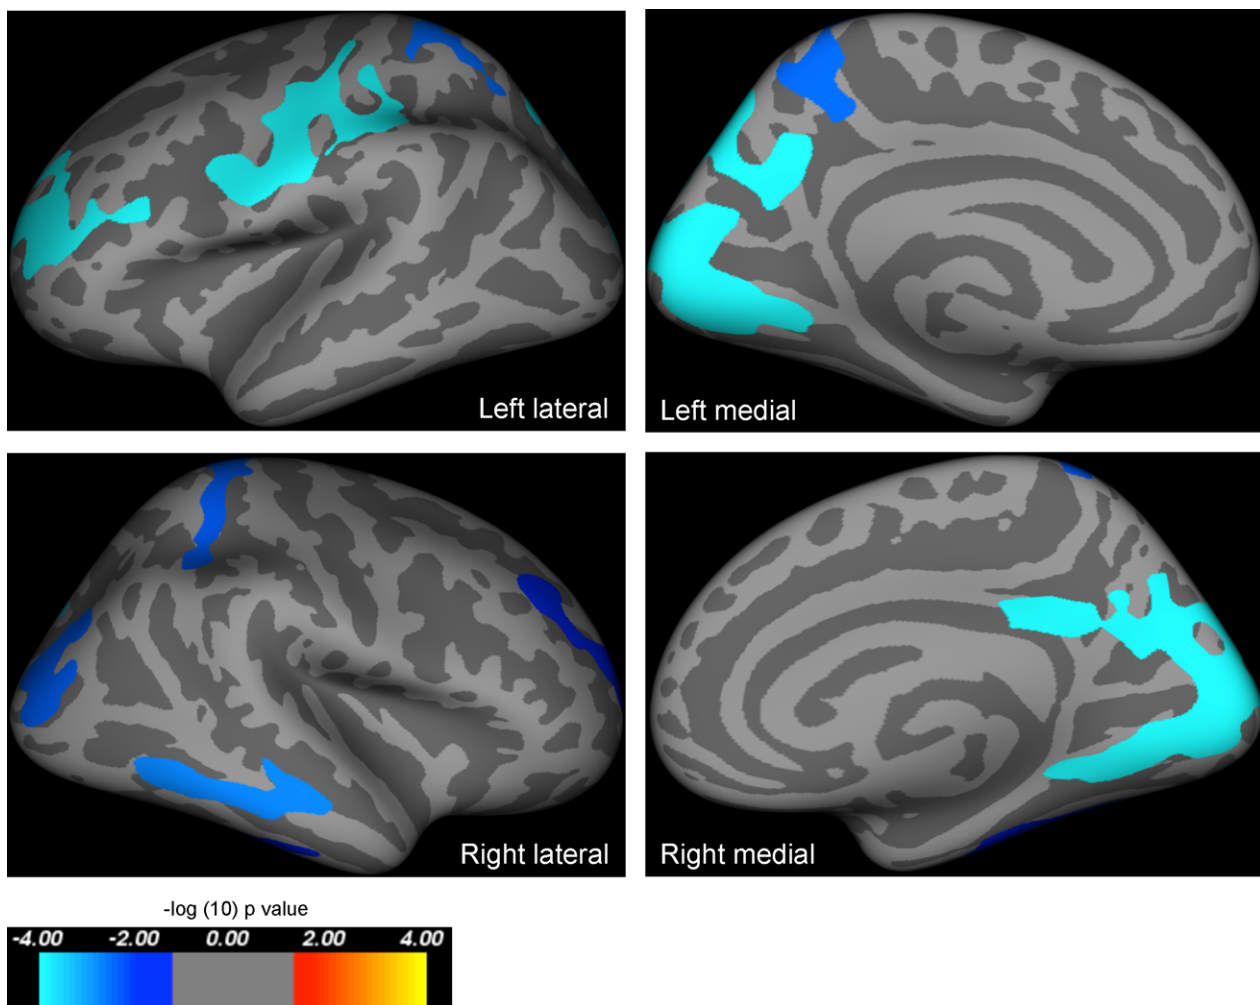 Left lateral
Left medial
Right lateral
Right medial
-log (10) p value
-4.00 -2.00 0.00 2.00 4.00